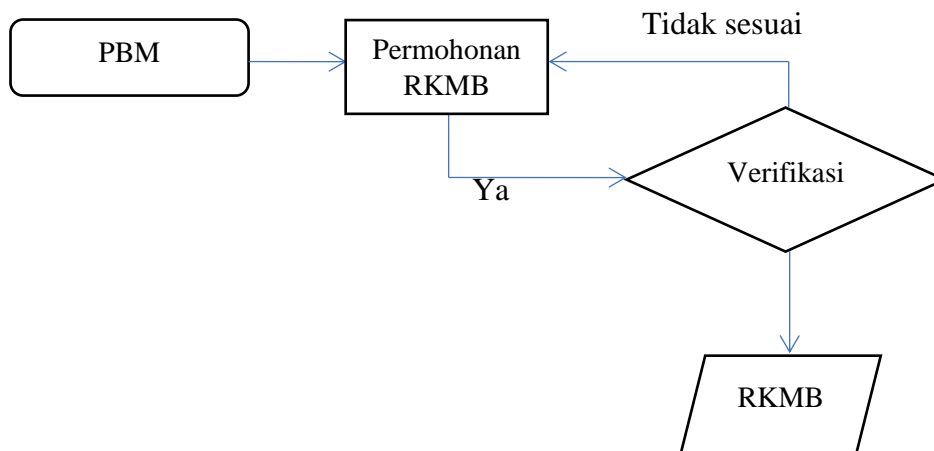 PBM
Permohonan
RKMB
Tidak sesuai
Ya
Verifikasi
RKMB